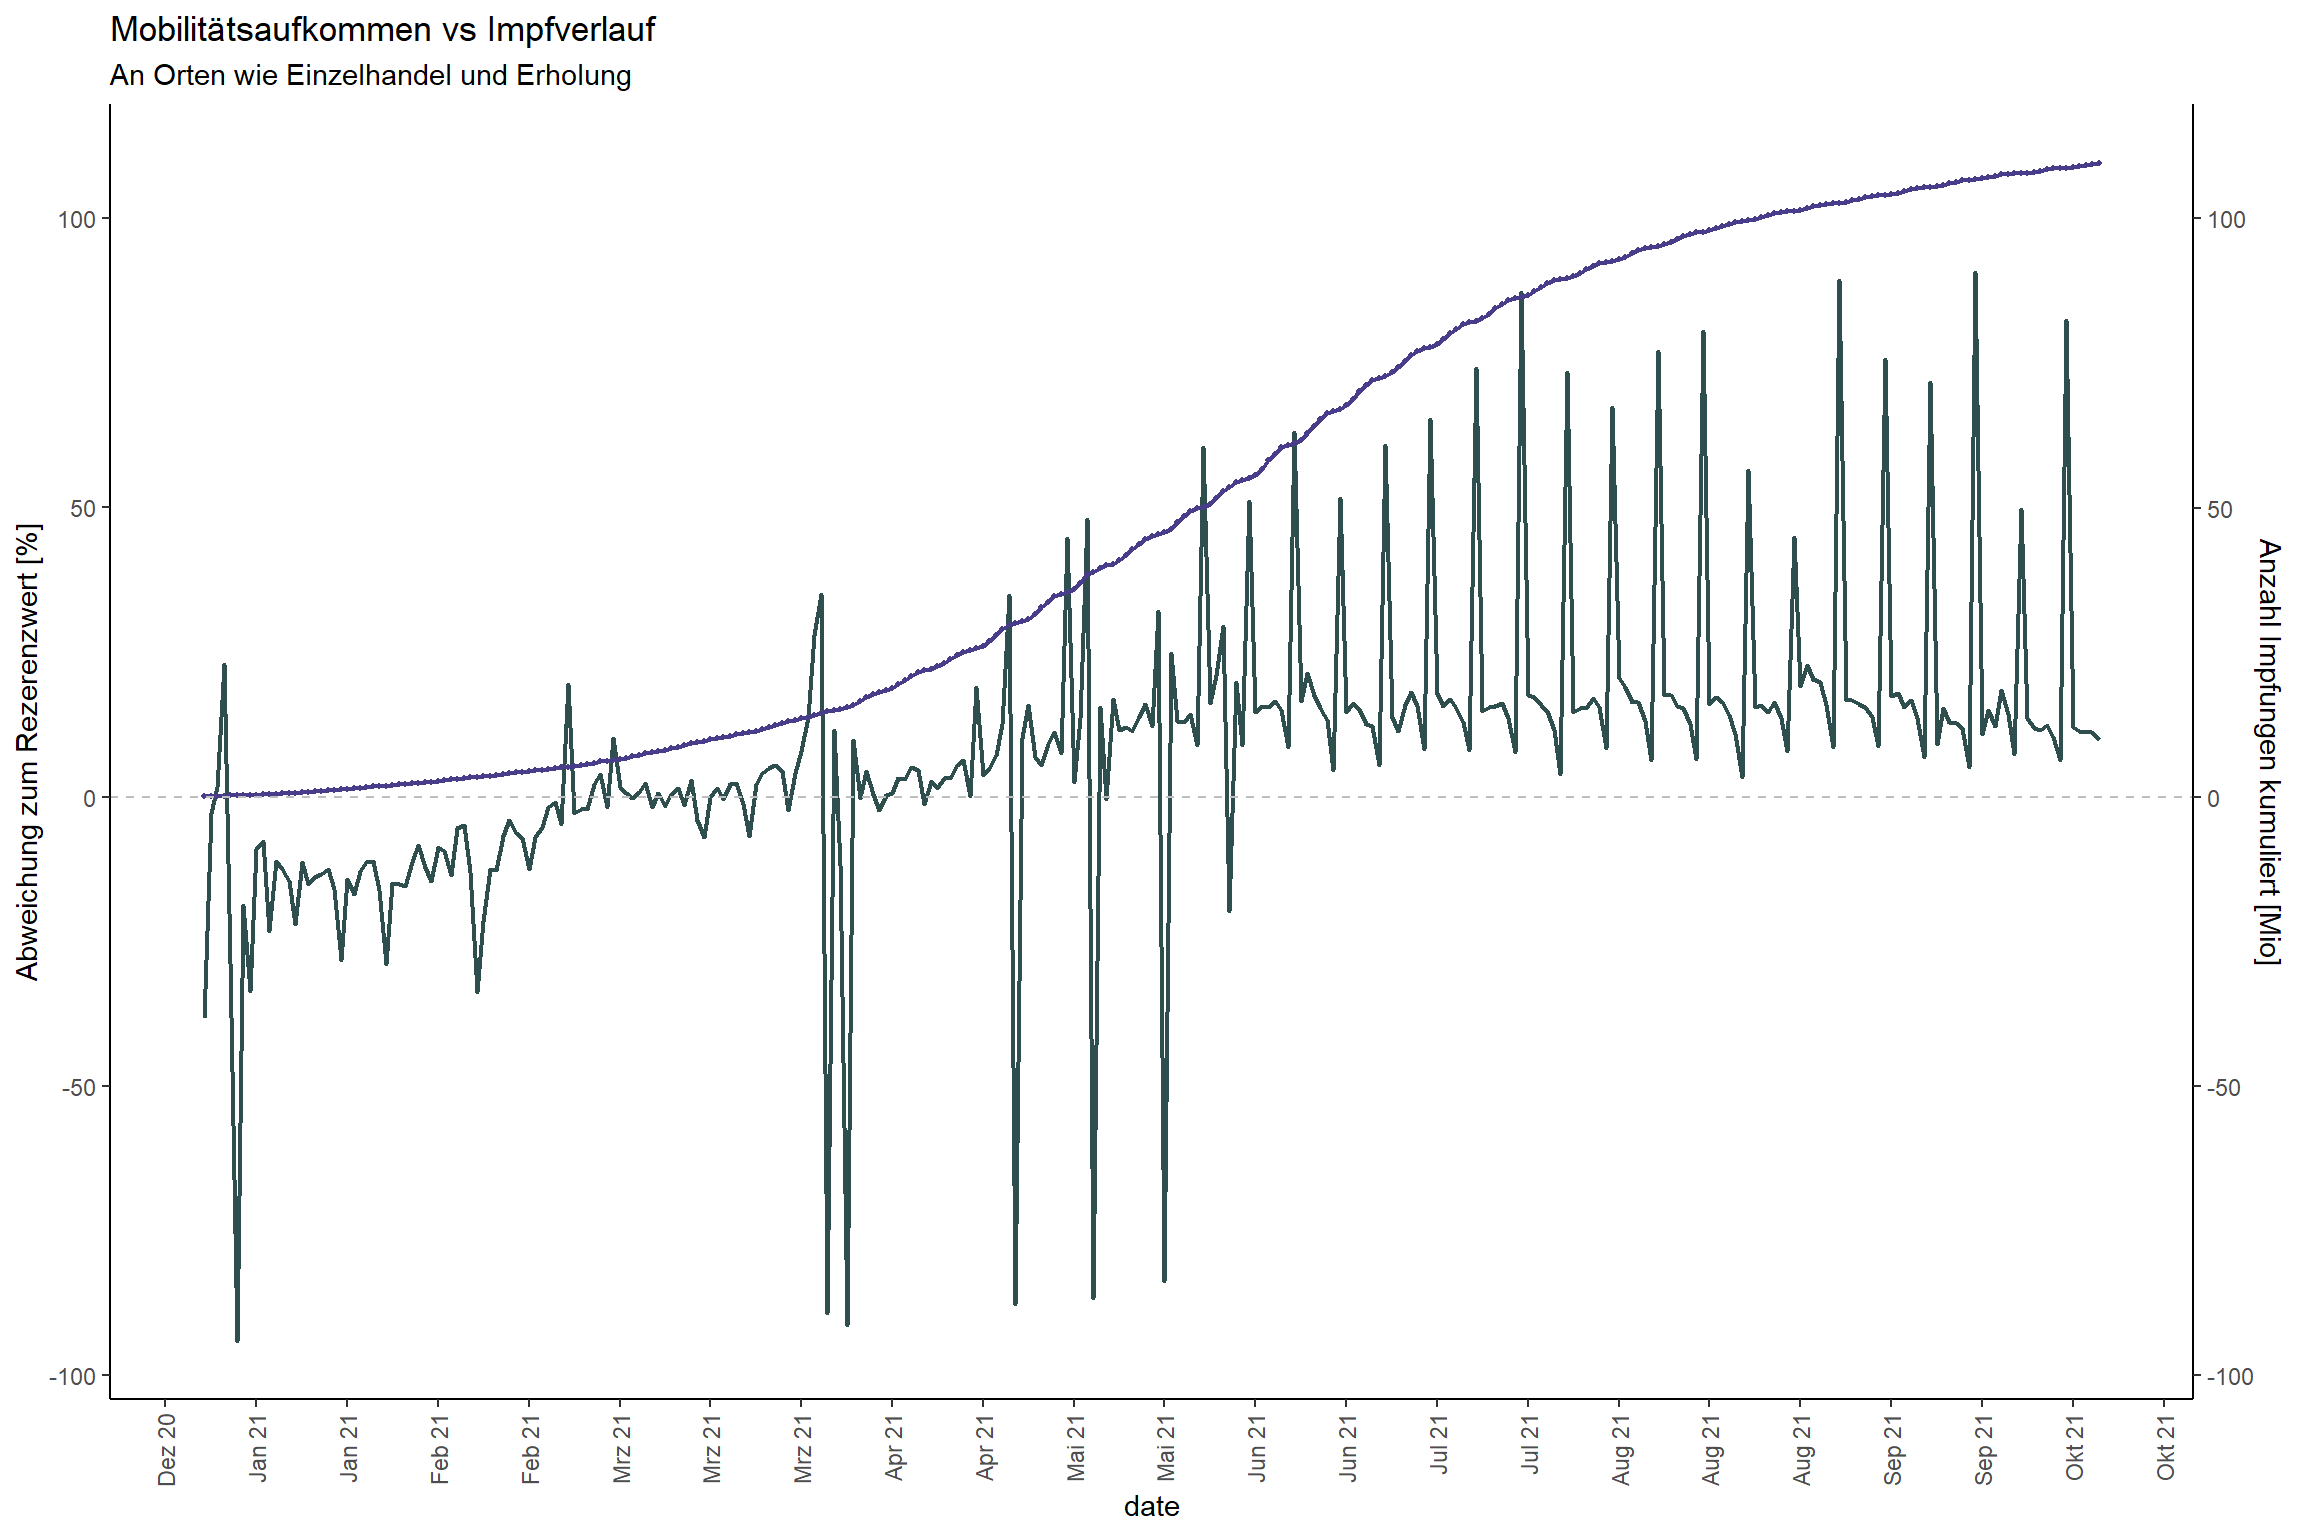 Mobilitätsaufkommen vs Impfverlauf
An Orten wie Einzelhandel und Erholung
Abweichung zum Rezerenzwert [%]
100
50
0
-50
-100
100
50
0
-50
-100
Anzahl Impfungen kumuliert [Mio]
Dez 20
Jan 21
Jan 21
Feb 21
Feb 21
Mrz 21
Mrz 21
Mrz 21
Apr 21
Apr 21
Mai 21
Mai 21
Jun 21
Jun 21
Jul 21
Jul 21
Aug 21
Aug 21
Aug 21
Sep 21
Sep 21
Okt 21
Okt 21
date